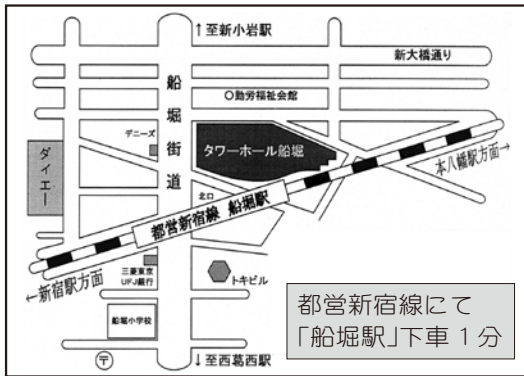 ↑至新小岩駅
新大橋通り
船堀街道
○勤労福祉会館
デニーズ
タワーホール船堀
ダイエー
本八幡駅方面→
北口
都営新宿線 船堀駅
←新宿駅方面
三菱東京
UFJ銀行
トキビル
船堀小学校
〒
↓至西葛西駅
都営新宿線にて
「船堀駅」下車1分